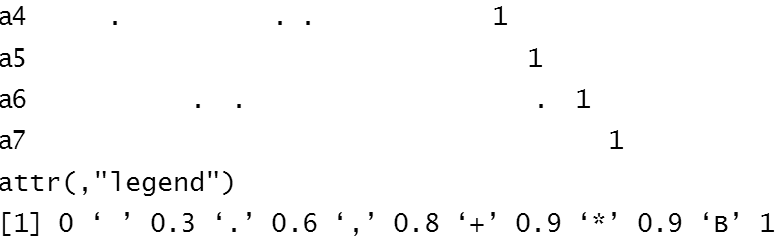 a4 . . . 1
a5 1
a6 . . . 1
a7 1
attr(,"legend")
[1] 0 ‘ ’ 0.3 ‘.’ 0.6 ‘,’ 0.8 ‘+’ 0.9 ‘*’ 0.9 ‘B’ 1